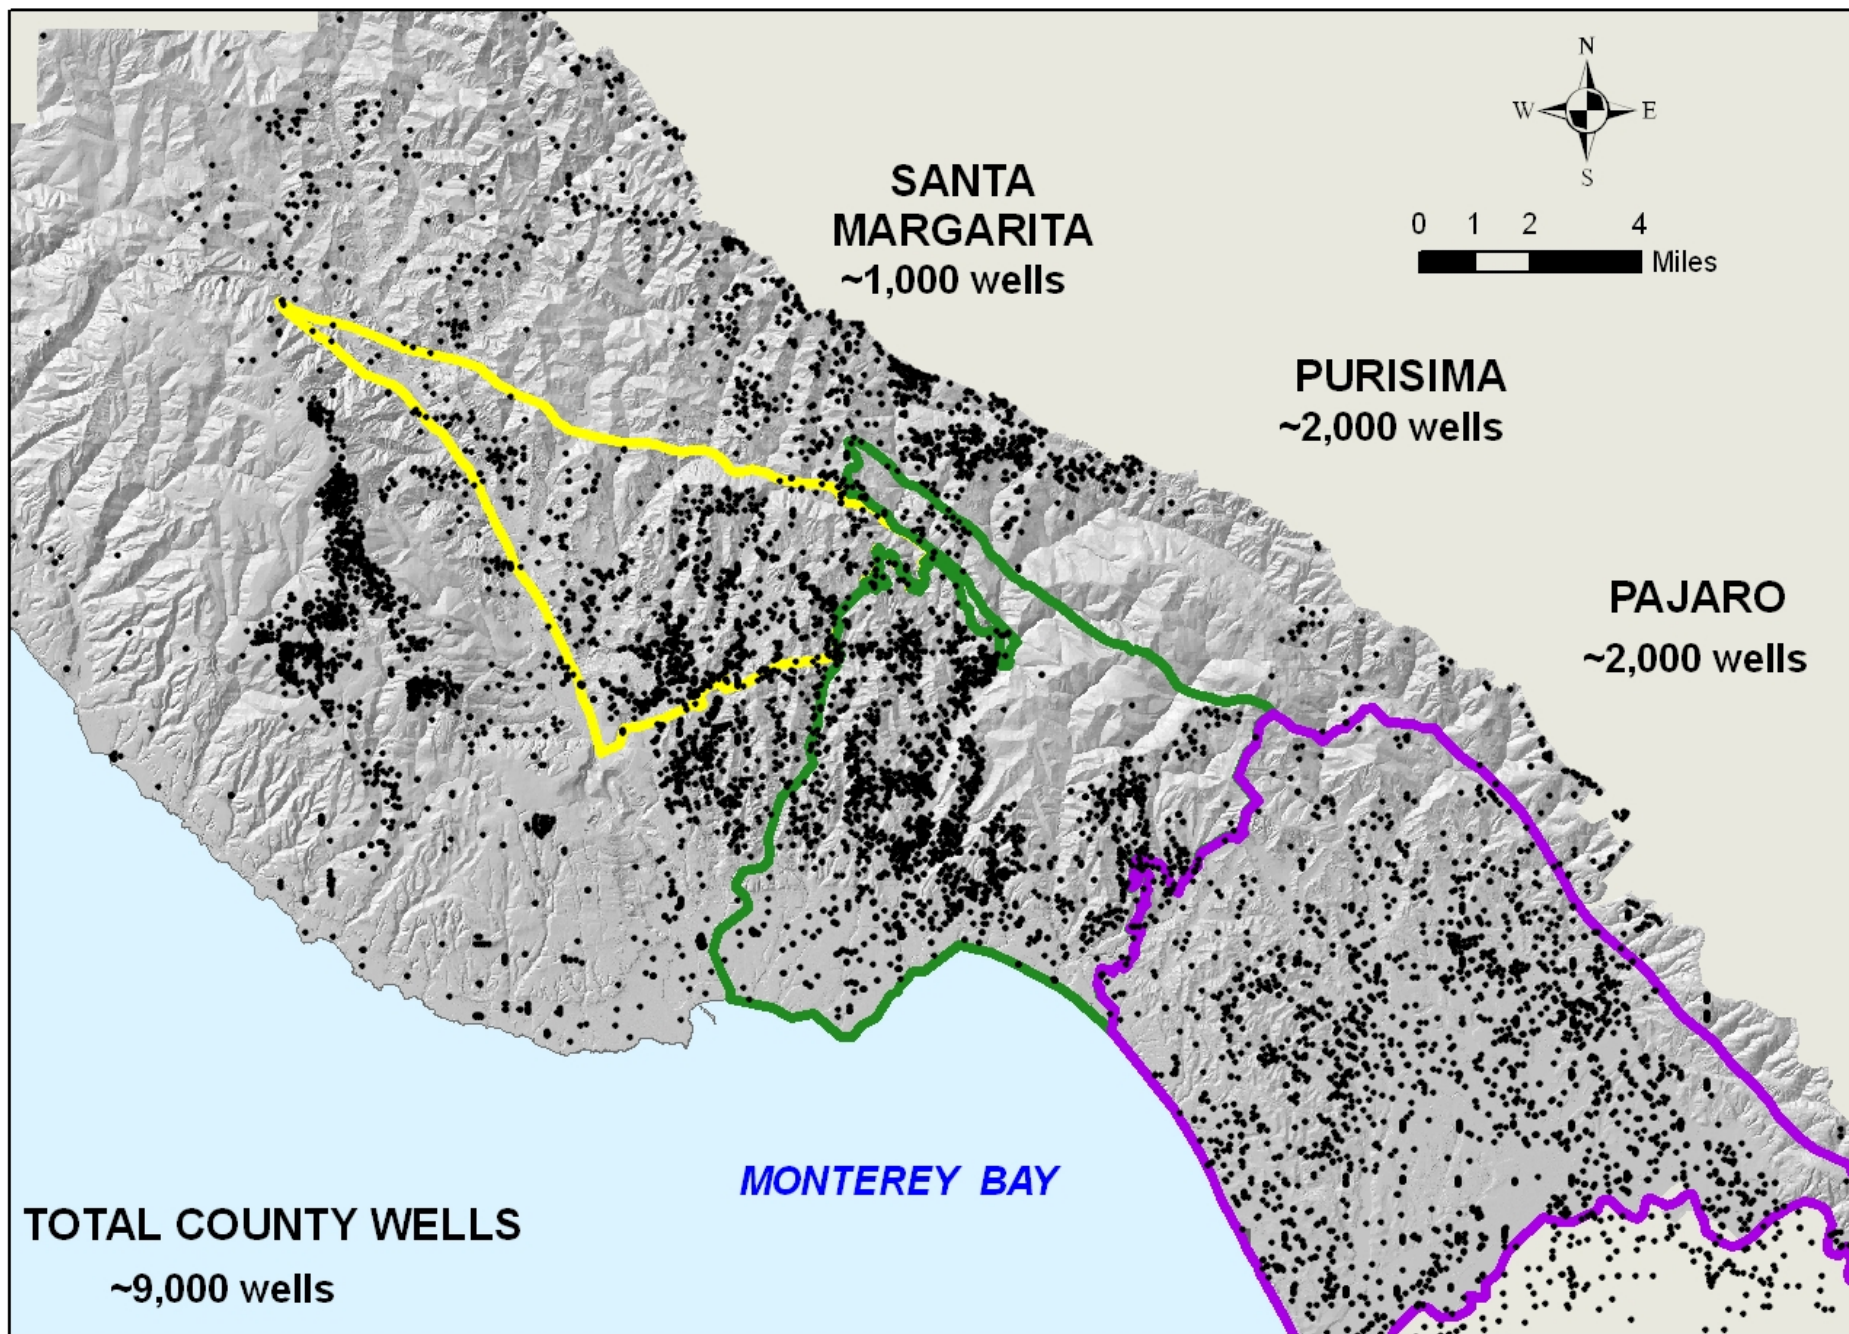 N
W E
S
0 1 2 4
Miles
SANTA
MARGARITA
~1,000 wells
PURISIMA
~2,000 wells
PAJARO
~2,000 wells
MONTEREY BAY
TOTAL COUNTY WELLS
~9,000 wells